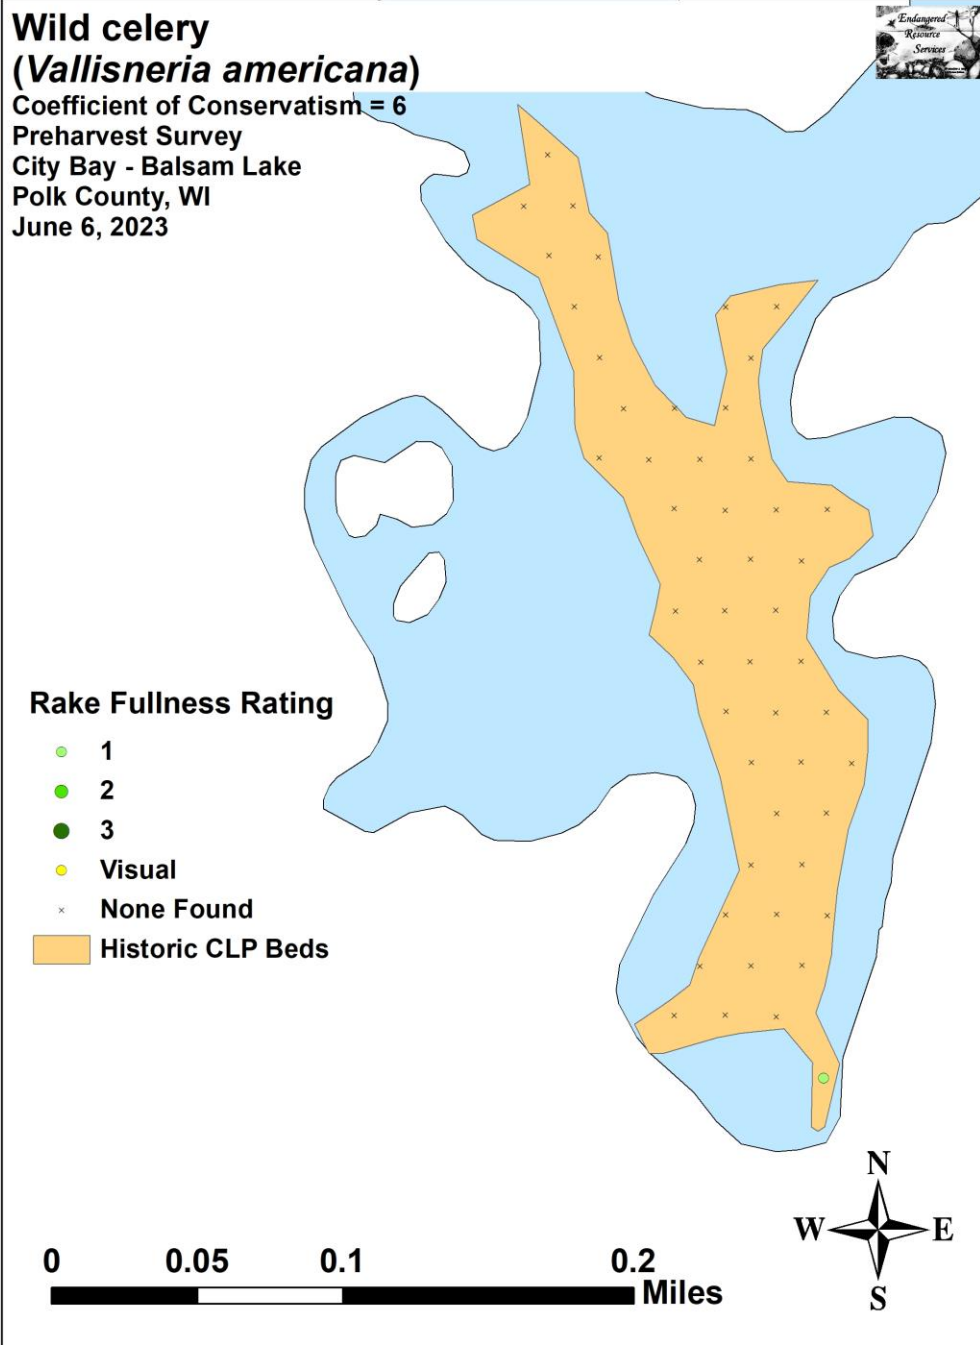 Wild celery
(Vallisneria americana)
Coefficient of Conservatism = 6
Preharvest Survey
City Bay - Balsam Lake
Polk County, WI
June 6, 2023
Endangered
Resource
Services
Rake Fullness Rating
1
2
3
Visual
None Found
Historic CLP Beds
N
W E
S
0 0.05 0.1 0.2
Miles